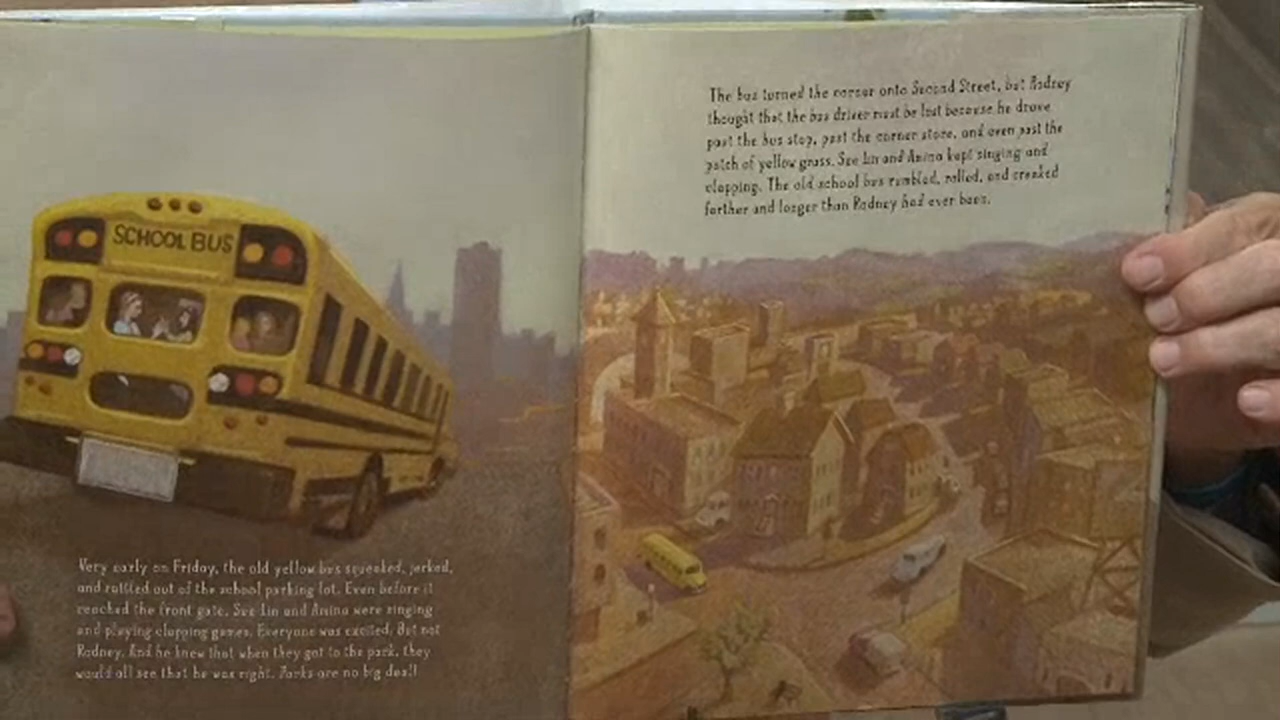 SCHOOL BUS
Very early on Friday, the old yellow bus squeaked, jerked,
and rattled out of the school parking lot. Even before it
reached the front gate, See Lin and Amina were singing
and playing clapping games. Everyone was excited. But not
Rodney. And he knew that when they got to the park, they
would all see that he was right. Parks are no big deal!
The bus turned the corner onto Second Street, but Rodney
thought that the bus driver must be lost because he drove
past the bus stop, past the corner store, and even past the
patch of yellow grass. See Lin and Amina kept singing and
clapping. The old school bus rumbled, rolled, and creaked
farther and longer than Rodney had ever been.